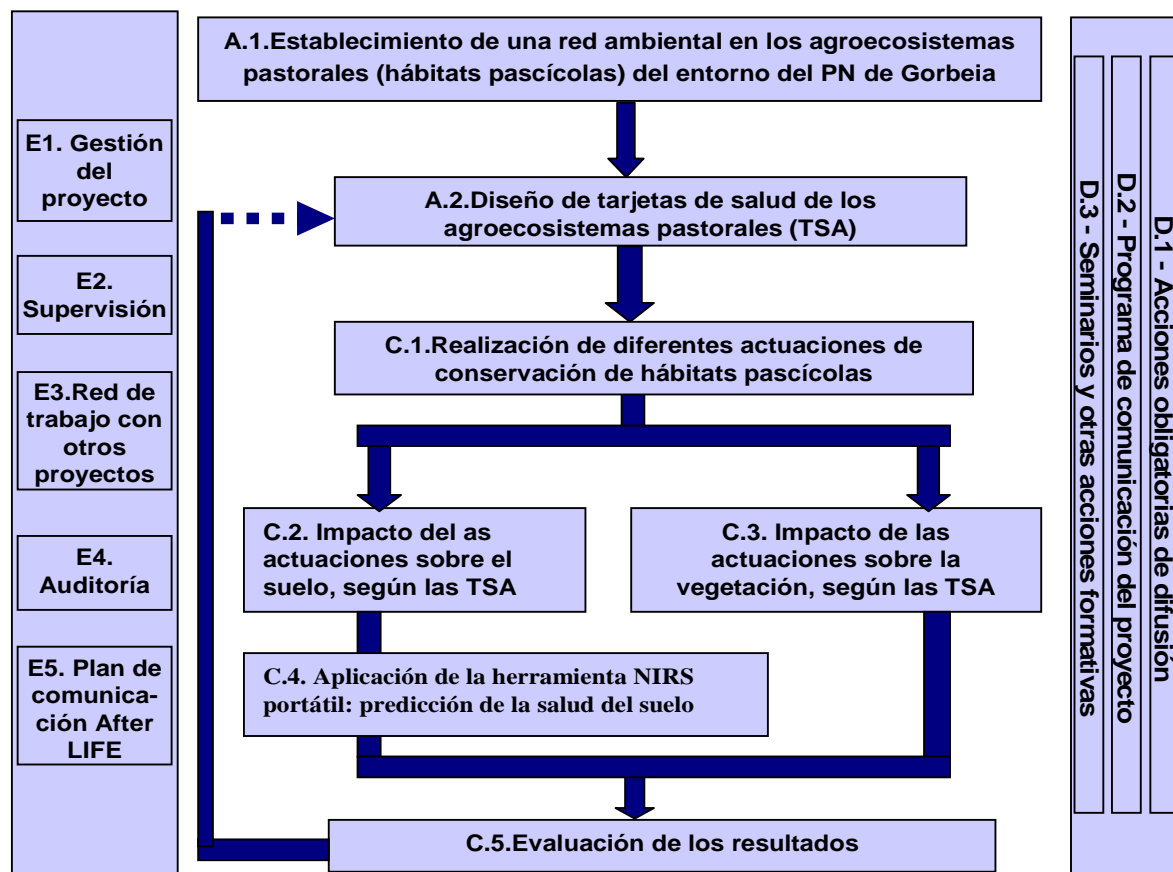 A.1.Establecimiento de una red ambiental en los agroecosistemas
pastorales (hábitats pascícolas) del entorno del PN de Gorbeia
E1. Gestión
del
proyecto
E2.
Supervisión
E3.Red de
trabajo con
otros
proyectos
E4.
Auditoría
E5. Plan de
comunica-
ción After
LIFE
A.2.Diseño de tarjetas de salud de los
agroecosistemas pastorales (TSA)
C.1.Realización de diferentes actuaciones de
conservación de hábitats pascícolas
C.2. Impacto del as
actuaciones sobre el
suelo, según las TSA
C.3. Impacto de las
actuaciones sobre la
vegetación, según las TSA
C.4. Aplicación de la herramienta NIRS
portátil: predicción de la salud del suelo
C.5.Evaluación de los resultados
D.1 - Acciones obligatorias de difusión
D.2 - Programa de comunicación del proyecto
D.3 - Seminarios y otras acciones formativas